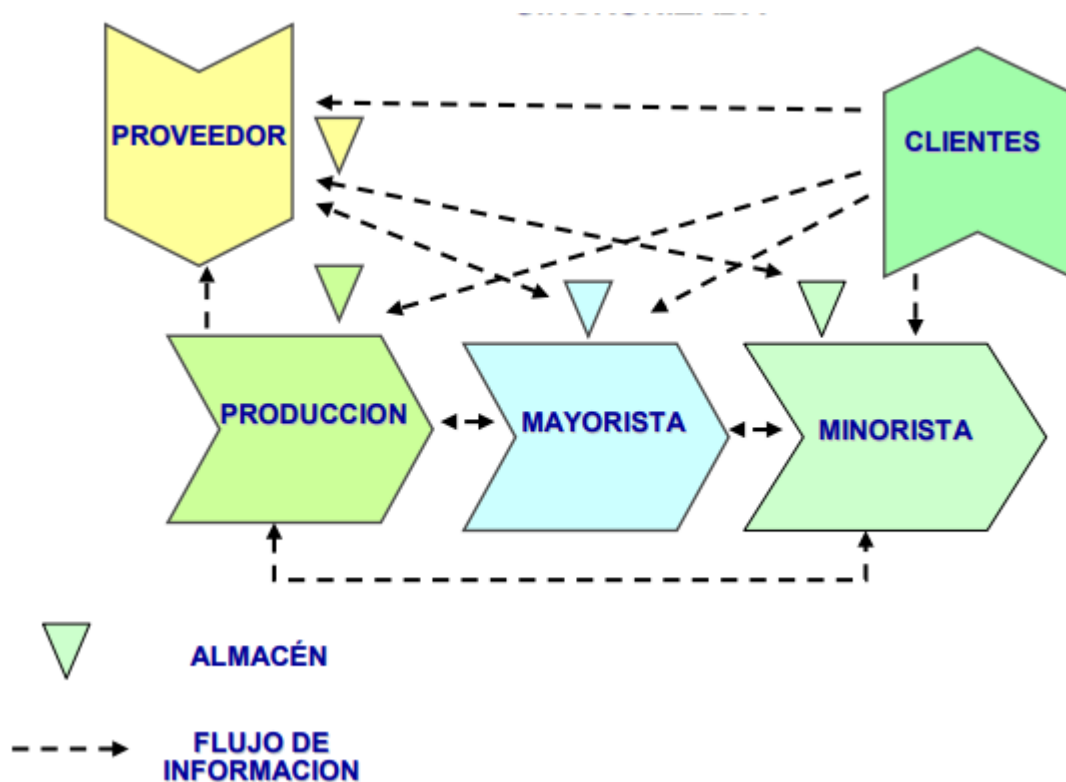 PROVEEDOR
CLIENTES
PRODUCCION
MAYORISTA
MINORISTA
ALMACÉN
FLUJO DE
INFORMACION